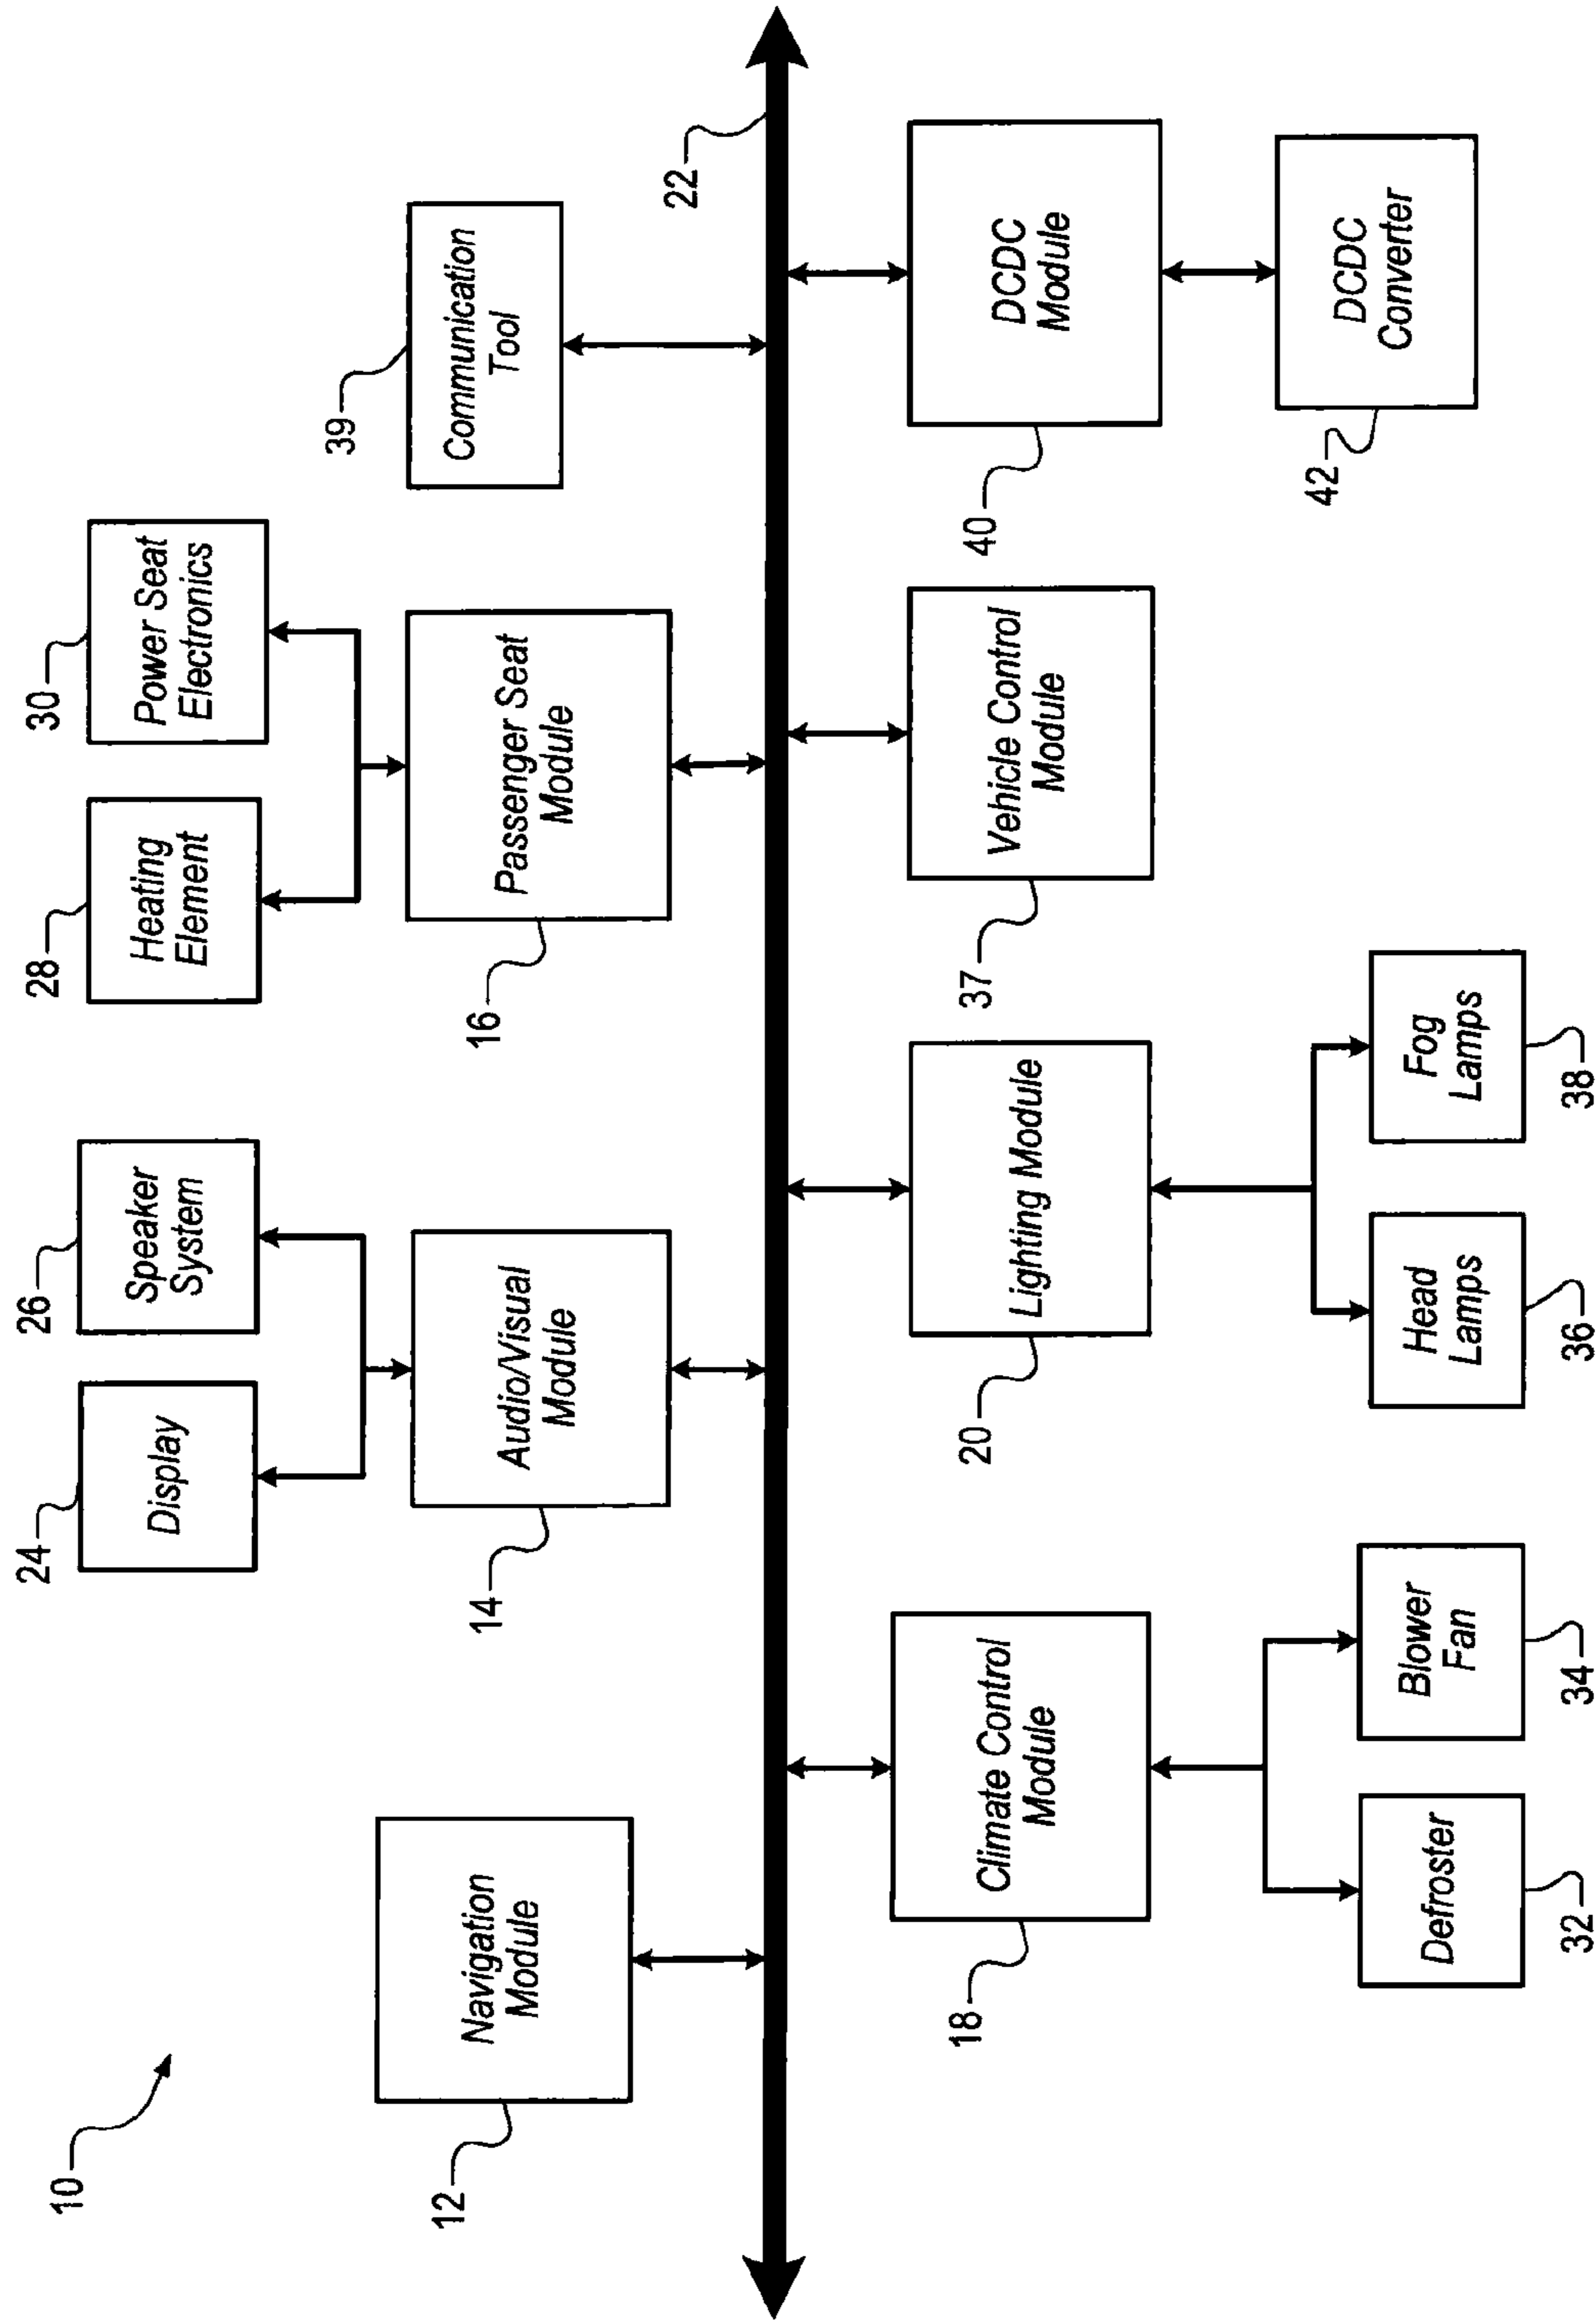 10
12
Navigation
Module
24
Display
26
Speaker
System
14
Audio/Visual
Module
28
Heating
Element
30
Power Seat
Electronics
16
Passenger Seat
Module
39
Communication
Tool
22
18
Climate Control
Module
32
Defroster
34
Blower
Fan
20
Lighting Module
36
Head
Lamps
38
Fog
Lamps
37
Vehicle Control
Module
40
DCDC
Module
42
DCDC
Converter